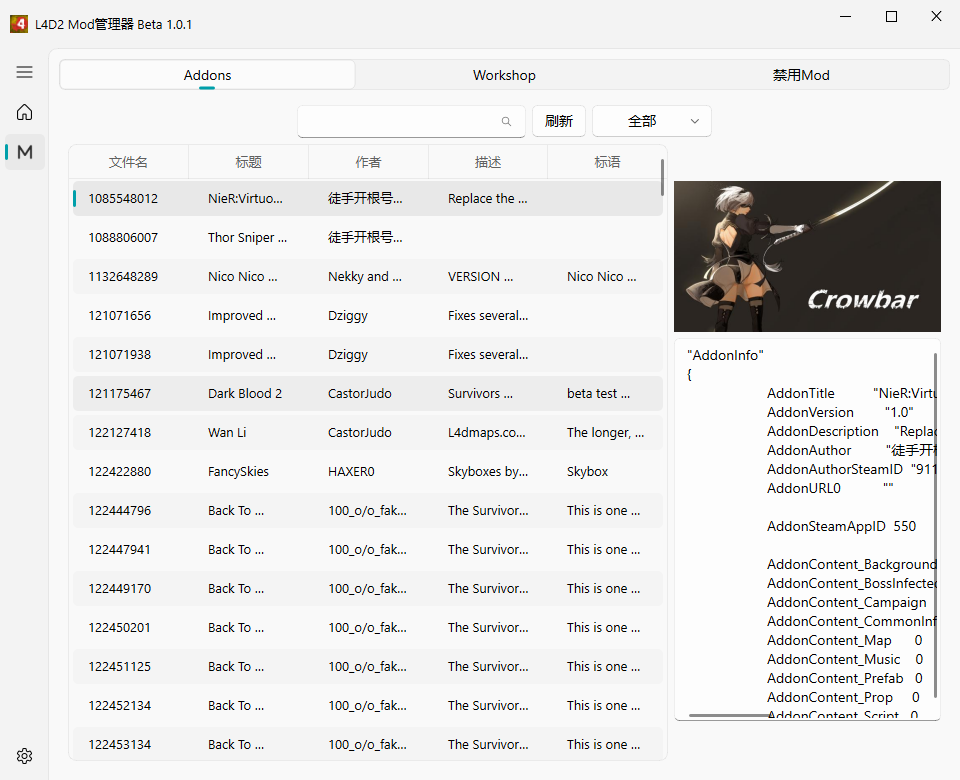 L4D2 Mod管理器 Beta 1.0.1
Addons Workshop 禁用Mod
M
刷新 全部
文件名 标题 作者 描述 标语
1085548012 NieR:Virtuo... 徒手开根号... Replace the ...
1088806007 Thor Sniper ... 徒手开根号...
1132648289 Nico Nico ... Nekky and ... VERSION ... Nico Nico ...
121071656 Improved ... Dziggy Fixes several...
121071938 Improved ... Dziggy Fixes several...
121175467 Dark Blood 2 CastorJudo Survivors ... beta test ...
122127418 Wan Li CastorJudo L4dmaps.co... The longer, ...
122422880 FancySkies HAXER0 Skyboxes by... Skybox
122444796 Back To ... 100_o/o_fak... The Survivor... This is one ...
122447941 Back To ... 100_o/o_fak... The Survivor... This is one ...
122449170 Back To ... 100_o/o_fak... The Survivor... This is one ...
122450201 Back To ... 100_o/o_fak... The Survivor... This is one ...
122451125 Back To ... 100_o/o_fak... The Survivor... This is one ...
122452134 Back To ... 100_o/o_fak... The Survivor... This is one ...
122453134 Back To ... 100_o/o_fak... The Survivor... This is one ...
Crowbar
"AddonInfo"
{
AddonTitle "NieR:Virtu
AddonVersion "1.0"
AddonDescription "Replac
AddonAuthor "徒手开根
AddonAuthorSteamID "911
AddonURL0 ""
AddonSteamAppID 550
AddonContent_Background
AddonContent_BossInfected
AddonContent_Campaign
AddonContent_CommonInf
AddonContent_Map 0
AddonContent_Music 0
AddonContent_Prefab 0
AddonContent_Prop 0
AddonContent_Script 0